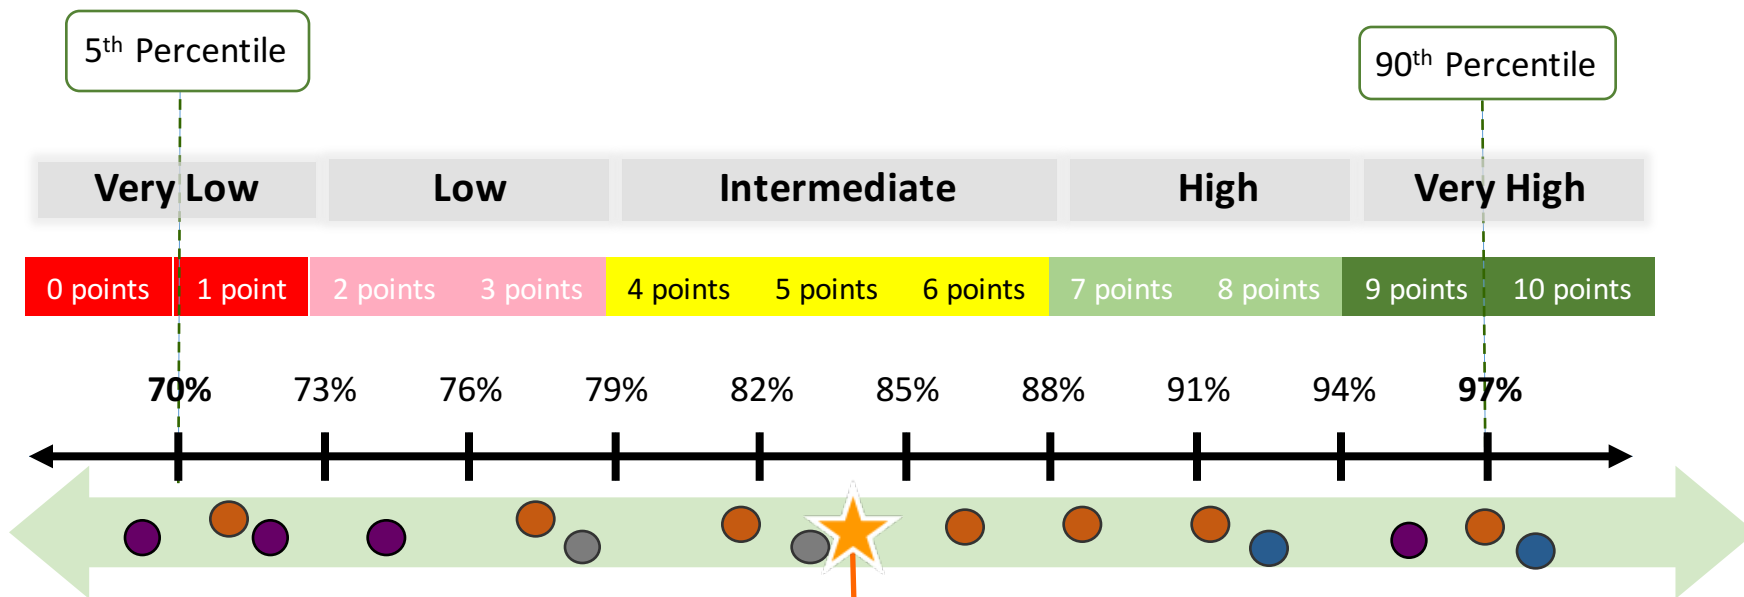 5th Percentile
90th Percentile
Very Low Low Intermediate High Very High
0 points 1 point 2 points 3 points 4 points 5 points 6 points 7 points 8 points 9 points 10 points
70% 73% 76% 79% 82% 85% 88% 91% 94% 97%